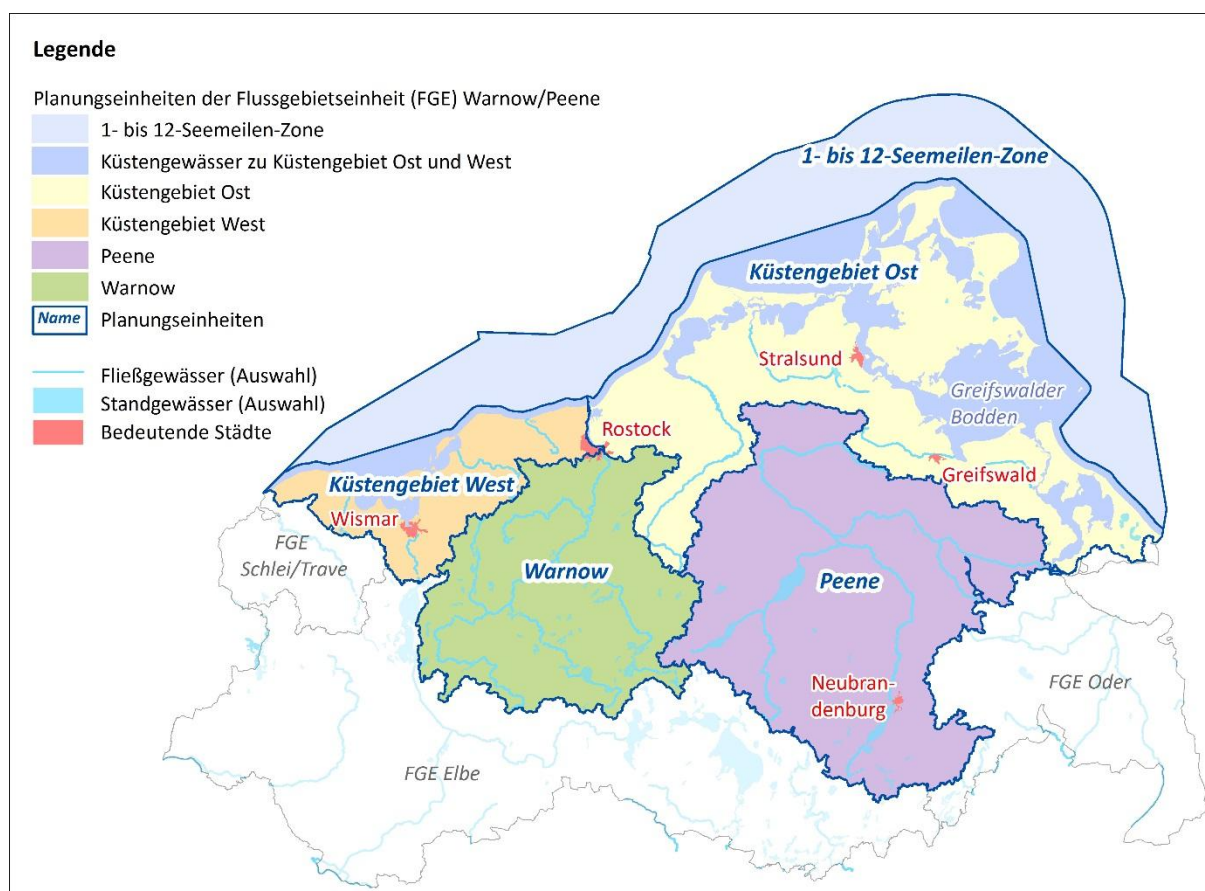 Legende
Planungseinheiten der Flussgebietseinheit (FGE) Warnow/Peene
1- bis 12-Seemeilen-Zone
Küstengewässer zu Küstengebiet Ost und West
Küstengebiet Ost
Küstengebiet West
Peene
Warnow
Name Planungseinheiten
Fließgewässer (Auswahl)
Standgewässer (Auswahl)
Bedeutende Städte
1- bis 12-Seemeilen-Zone
Küstengebiet Ost
Stralsund
Greifswalder
Bodden
Rostock
Greifswald
Küstengebiet West
Wismar
FGE
Schlei/Trave
Warnow
Peene
Neubran-
denburg
FGE Oder
FGE Elbe